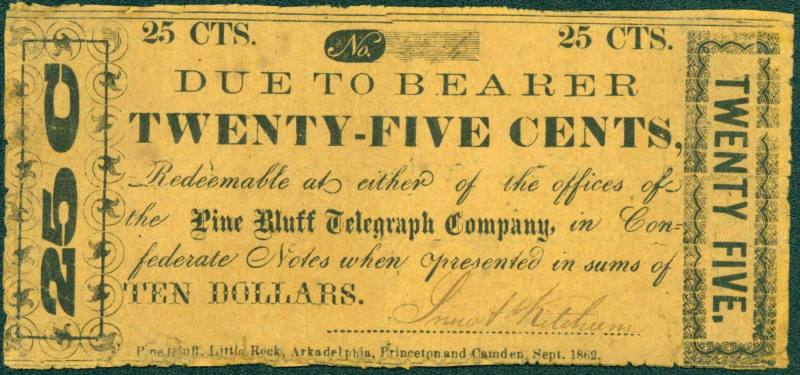 25 CTS. No. 25 CTS.
25 C
DUE TO BEARER
TWENTY-FIVE CENTS,
Redeemable at either of the offices of
the Pine Bluff Telegraph Company, in Con-
federate Notes when presented in sums of
TEN DOLLARS.
Pine Bluff, Little Rock, Arkadelphia, Princeton and Camden, Sept. 1862.
TWENTY FIVE,